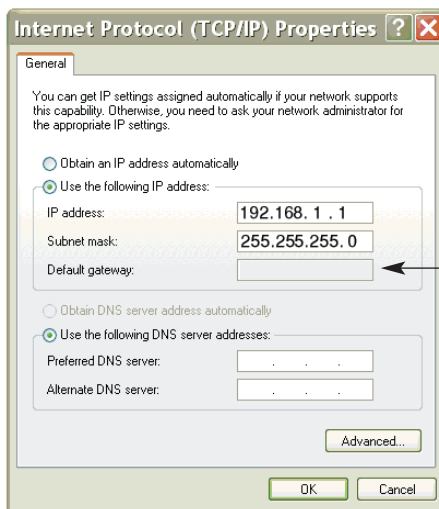 Internet Protocol (TCP/IP) Properties
General
You can get IP settings assigned automatically if your network supports
this capability. Otherwise, you need to ask your network administrator for
the appropriate IP settings.
Obtain an IP address automatically
Use the following IP address:
IP address: 192.168. 1 . 1
Subnet mask: 255.255.255. 0
Default gateway:
Obtain DNS server address automatically
Use the following DNS server addresses:
Preferred DNS server: . . .
Alternate DNS server: . . .
Advanced...
OK Cancel